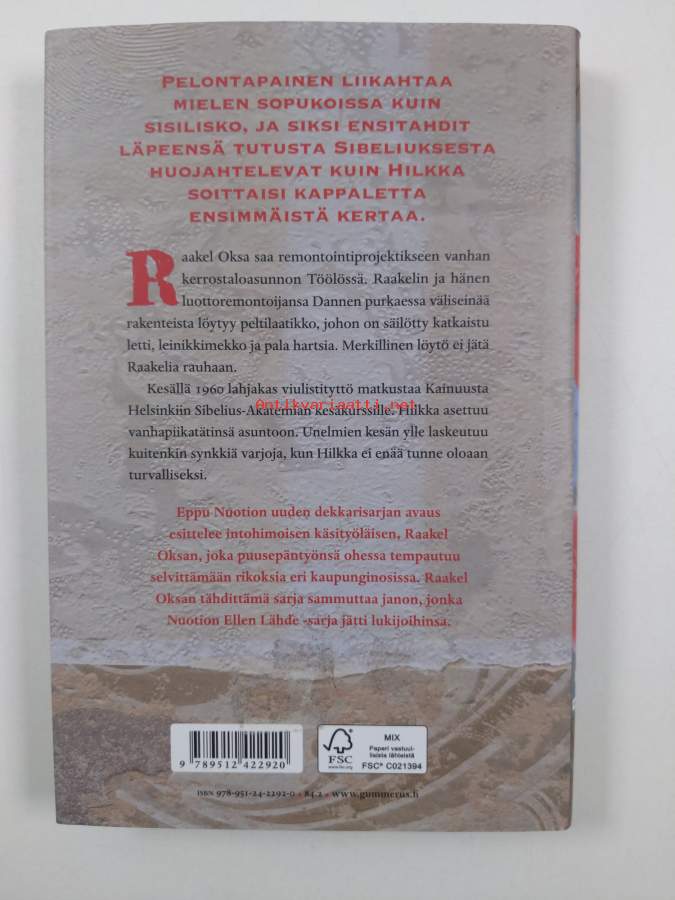 PELONTAPAINEN LIIKAHTAA
MIELEN SOPUKOISSA KUIN
SISILISKO, JA SIKSI ENSITAHDIT
LÄPEENSÄ TUTUSTA SIBELIUKSESTA
HUOJAHTELEVAT KUIN HILKKA
SOITTAISI KAPPALETTA
ENSIMMÄISTÄ KERTAA.
Raakel Oksa saa remontointiprojektikseen vanhan
kerrostaloasunnon Töölössä. Raakelin ja hänen
luottoremontoijansa Dannen purkaessa väliseinää
rakenteista löytyy peltilaatikko, johon on säilötty katkaistu
letti, leinikkimekko ja pala hartsia. Merkillinen löytö ei jätä
Raakelia rauhaan.
Kesällä 1960 lahjakas viulistityttö matkustaa Kainuusta
Helsinkiin Sibelius-Akatemian kesäkurssille. Hilkka asettuu
vanhapiikatätinsä asuntoon. Unelmien kesän ylle laskeutuu
kuitenkin synkkiä varjoja, kun Hilkka ei enää tunne oloaan
turvalliseksi.
Antikvariaatti.net
Eppu Nuotion uuden dekkarisarjan avaus
esittelee intohimoisen käsityöläisen, Raakel
Oksan, joka puusepäntyönsä ohessa tempautuu
selvittämään rikoksia eri kaupunginosissa. Raakel
Oksan tähdittämä sarja sammuttaa janon, jonka
Nuotion Ellen Lähde -sarja jätti lukijoihinsa.
9 789512 422920
FSC
www.fsc.org
MIX
Paperi vastuul-
lisista lähteistä
FSC® C021394
ISBN 978-951-24-2292-0 • 84.2 • www.gummerus.fi